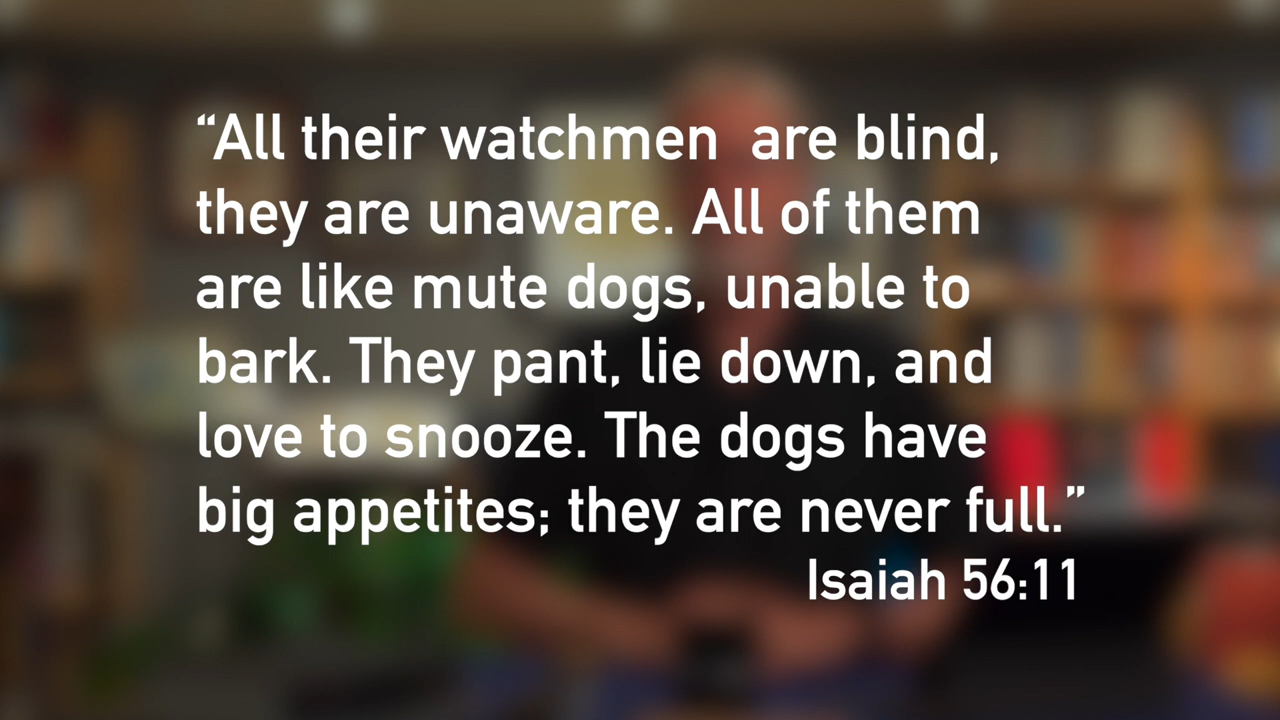 “All their watchmen  are blind,
they are unaware. All of them
are like mute dogs, unable to
bark. They pant, lie down, and
love to snooze. The dogs have
big appetites; they are never full.”
Isaiah 56:11